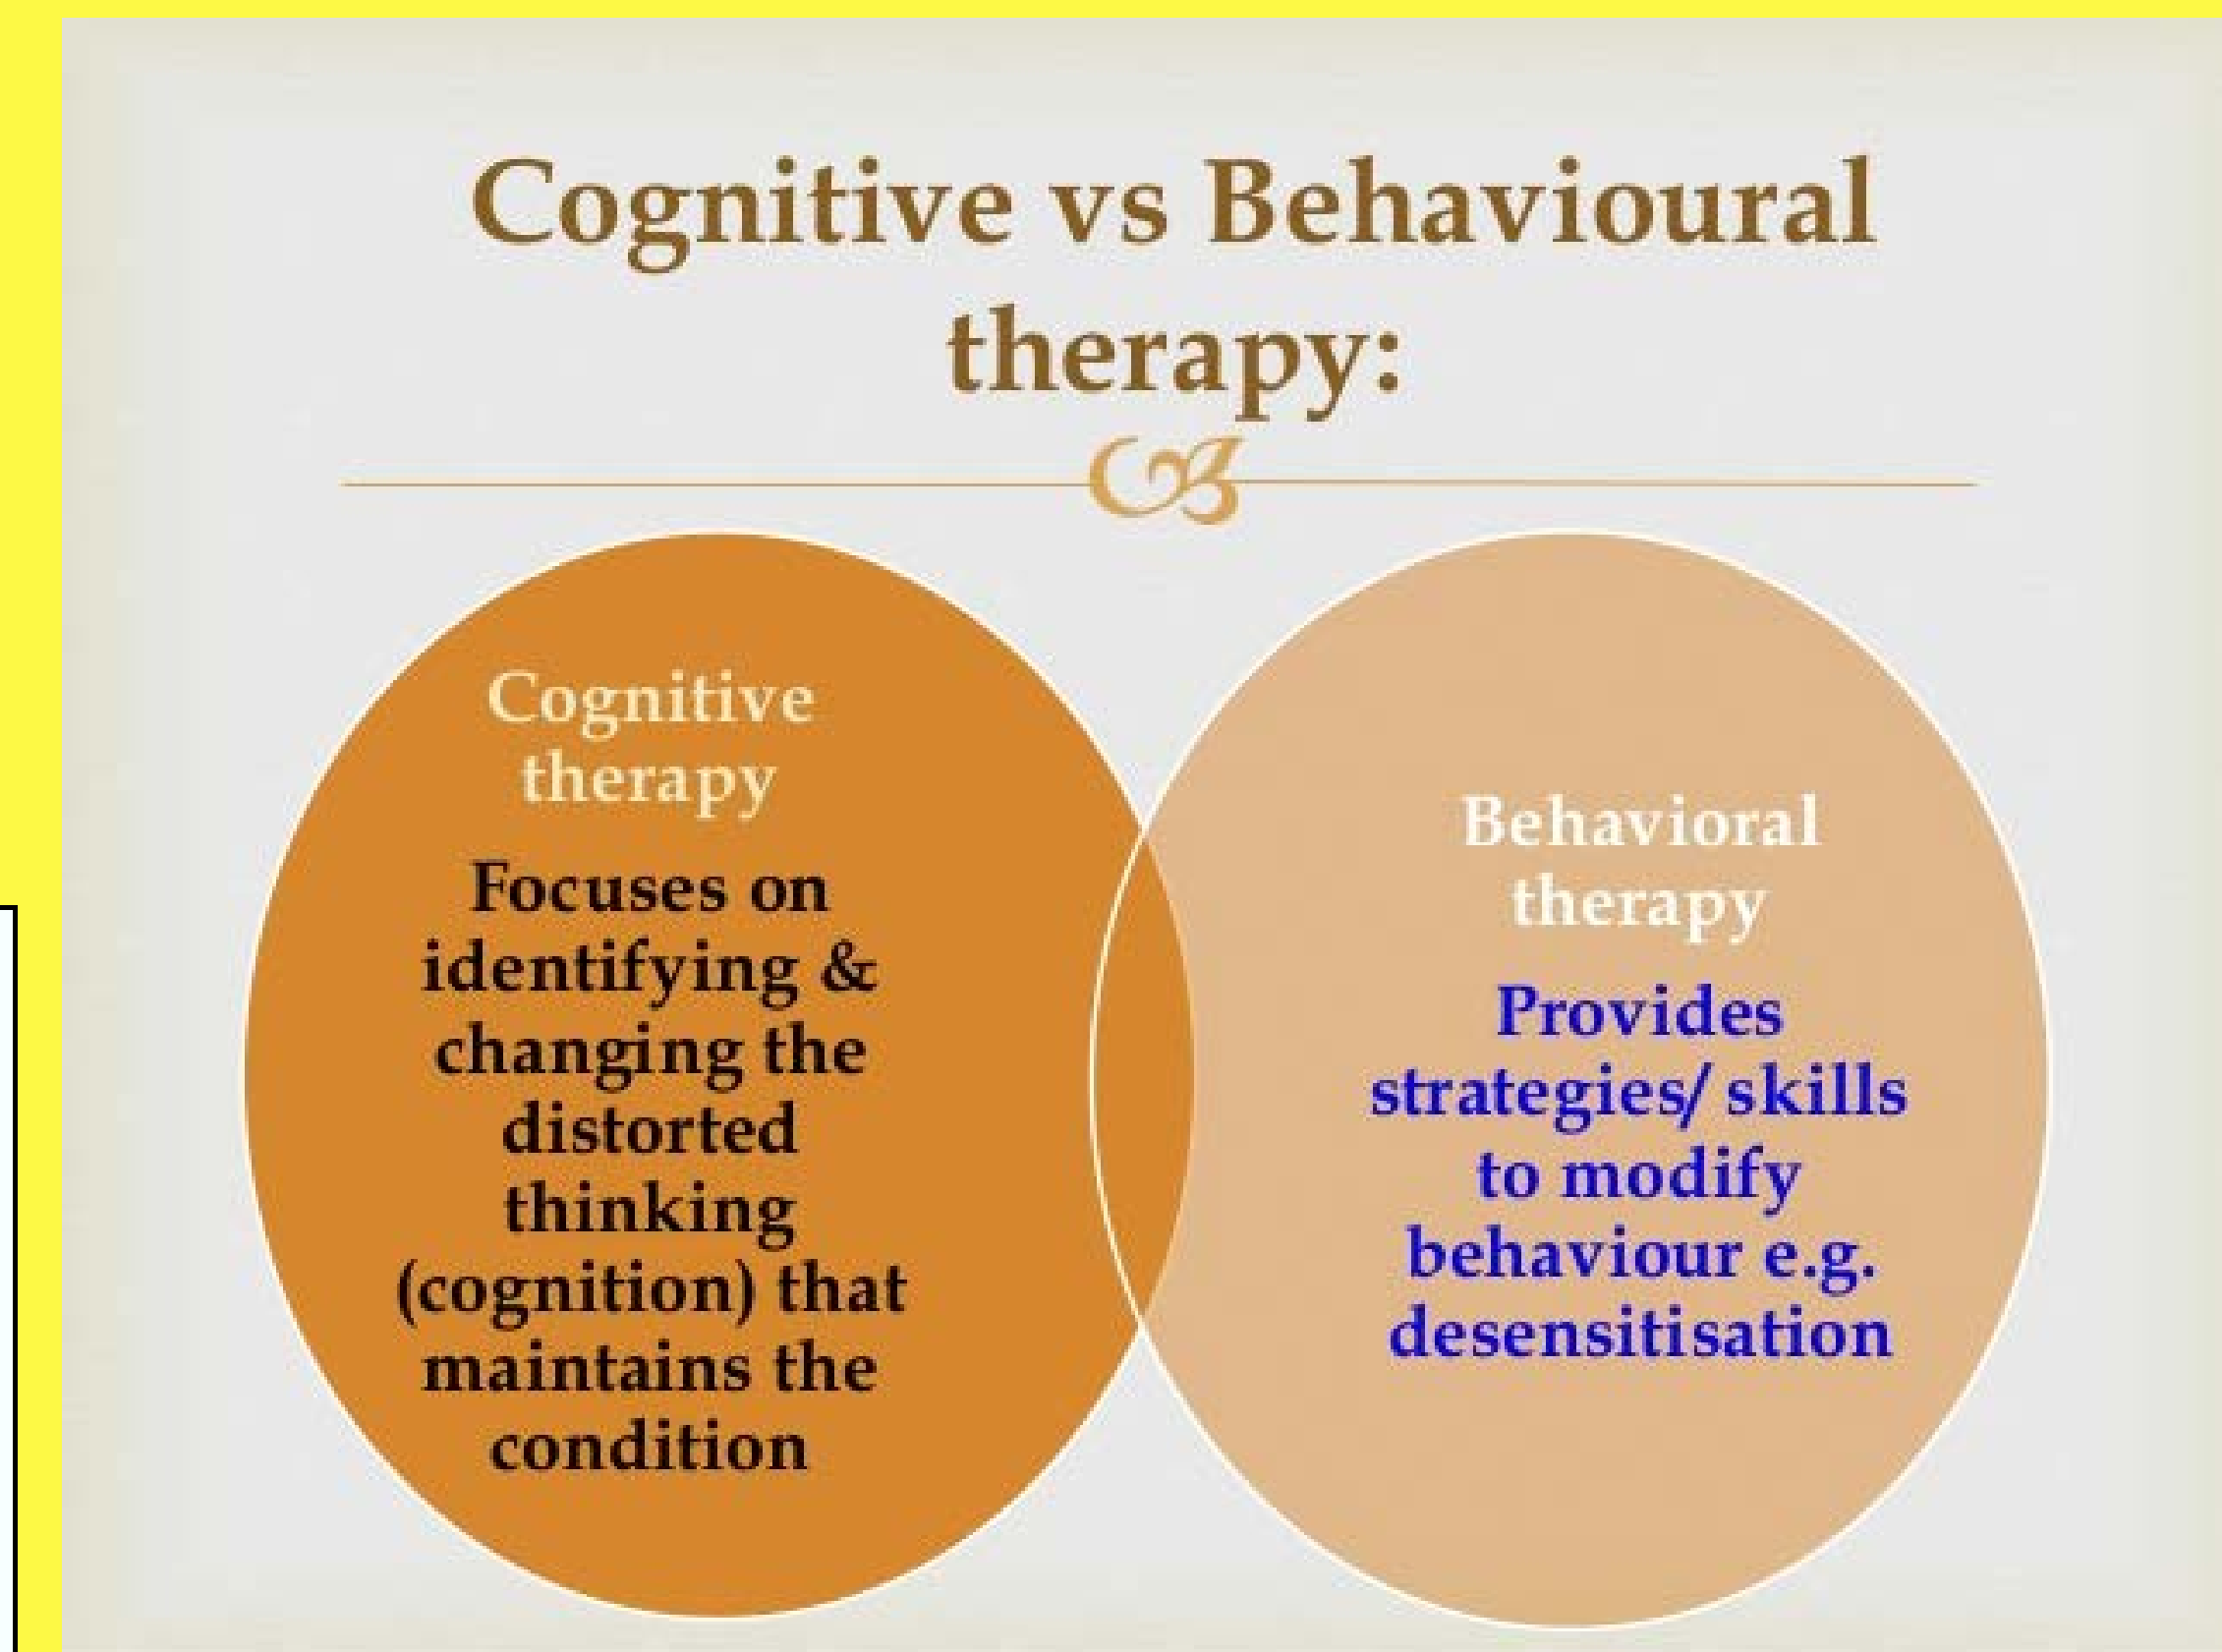 Cognitive vs Behavioural
therapy:
Cognitive
therapy
Focuses on
identifying &
changing the
distorted
thinking
(cognition) that
maintains the
condition
Behavioral
therapy
Provides
strategies/ skills
to modify
behaviour e.g.
desensitisation